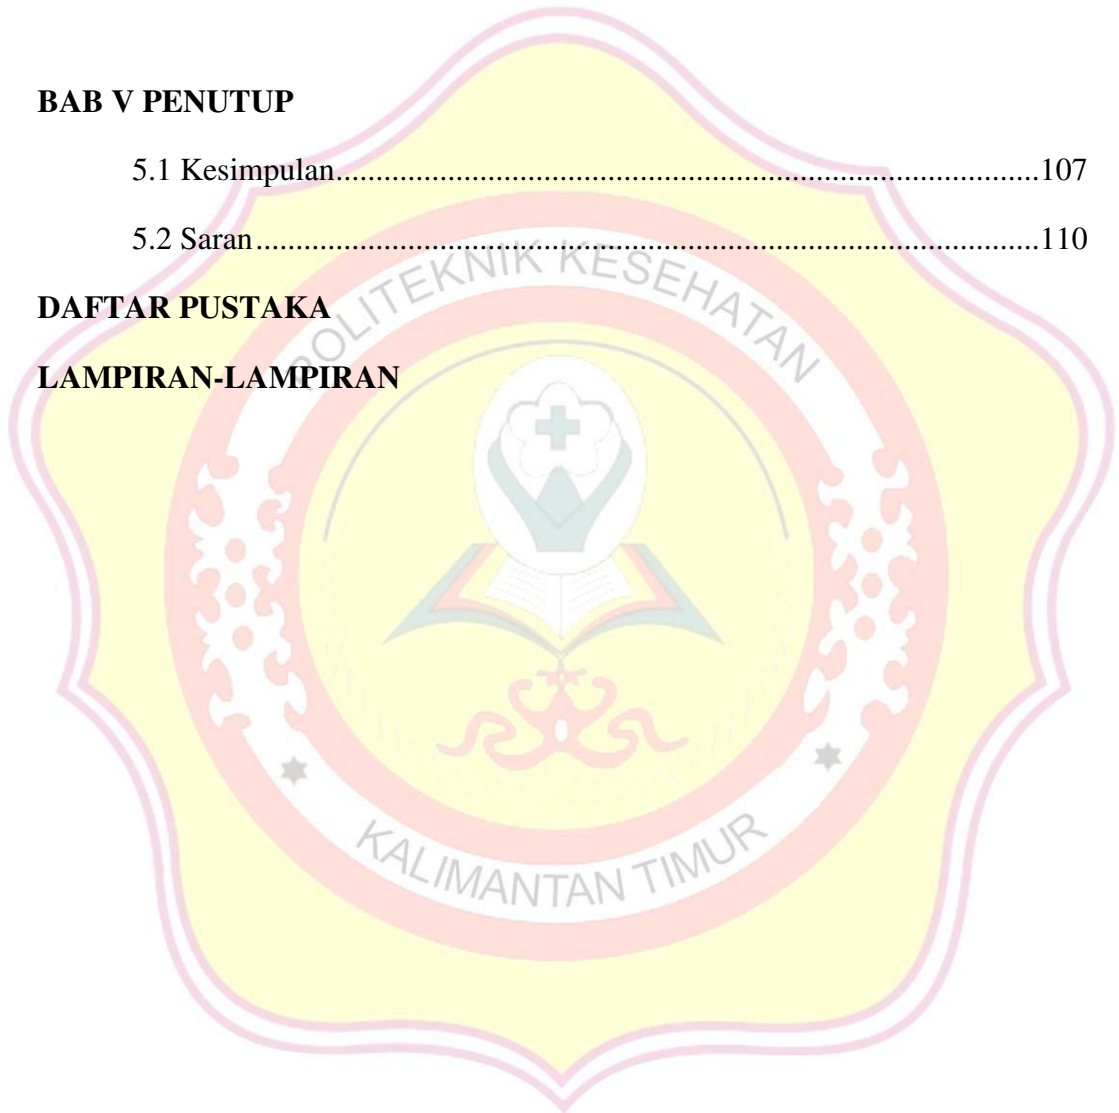 BAB V PENUTUP
5.1 Kesimpulan........................................................................................107
5.2 Saran..................................................................................................110
POLITEKNIK KESEHATAN
DAFTAR PUSTAKA
LAMPIRAN-LAMPIRAN
KALIMANTAN TIMUR